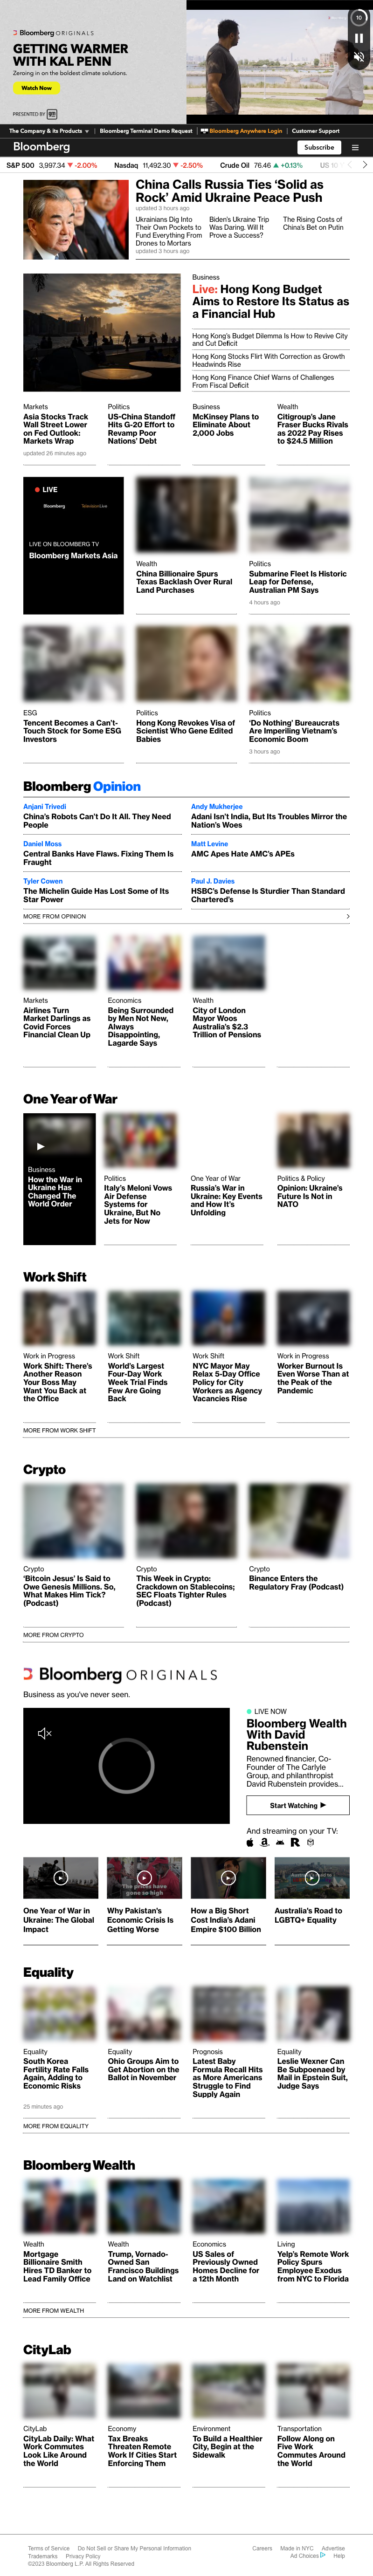 Bloomberg ORIGINALS
GETTING WARMER
WITH KAL PENN
Zeroing in on the boldest climate solutions.
Watch Now
PRESENTED BY
10
The Company & its Products
Bloomberg Terminal Demo Request
Bloomberg Anywhere Login
Customer Support
Bloomberg
Subscribe
S&P 500 3,997.34 ▼ -2.00%
Nasdaq 11,492.30 ▼ -2.50%
Crude Oil 76.46 ▲ +0.13%
US 10
China Calls Russia Ties ‘Solid as
Rock’ Amid Ukraine Peace Push
updated 3 hours ago
Ukrainians Dig Into
Their Own Pockets to
Fund Everything From
Drones to Mortars
updated 3 hours ago
Biden's Ukraine Trip
Was Daring. Will It
Prove a Success?
The Rising Costs of
China’s Bet on Putin
Business
Live: Hong Kong Budget
Aims to Restore Its Status as
a Financial Hub
Hong Kong's Budget Dilemma Is How to Revive City
and Cut Deficit
Hong Kong Stocks Flirt With Correction as Growth
Headwinds Rise
Hong Kong Finance Chief Warns of Challenges
From Fiscal Deficit
Markets
Asia Stocks Track
Wall Street Lower
on Fed Outlook:
Markets Wrap
updated 26 minutes ago
Politics
US-China Standoff
Hits G-20 Effort to
Revamp Poor
Nations’ Debt
Business
McKinsey Plans to
Eliminate About
2,000 Jobs
Wealth
Citigroup’s Jane
Fraser Bucks Rivals
as 2022 Pay Rises
to $24.5 Million
LIVE
Bloomberg
Television Live
LIVE ON BLOOMBERG TV
Bloomberg Markets Asia
Wealth
China Billionaire Spurs
Texas Backlash Over Rural
Land Purchases
Politics
Submarine Fleet Is Historic
Leap for Defense,
Australian PM Says
4 hours ago
ESG
Tencent Becomes a Can’t-
Touch Stock for Some ESG
Investors
Politics
Hong Kong Revokes Visa of
Scientist Who Gene Edited
Babies
Politics
‘Do Nothing’ Bureaucrats
Are Imperiling Vietnam’s
Economic Boom
3 hours ago
Bloomberg Opinion
Anjani Trivedi
China’s Robots Can’t Do It All. They Need
People
Andy Mukherjee
Adani Isn’t India, But Its Troubles Mirror the
Nation’s Woes
Daniel Moss
Central Banks Have Flaws. Fixing Them Is
Fraught
Matt Levine
AMC Apes Hate AMC’s APEs
Tyler Cowen
The Michelin Guide Has Lost Some of Its
Star Power
Paul J. Davies
HSBC’s Defense Is Sturdier Than Standard
Chartered’s
MORE FROM OPINION
Markets
Airlines Turn
Market Darlings as
Covid Forces
Financial Clean Up
Economics
Being Surrounded
by Men Not New,
Always
Disappointing,
Lagarde Says
Wealth
City of London
Mayor Woos
Australia’s $2.3
Trillion of Pensions
One Year of War
Business
How the War in
Ukraine Has
Changed The
World Order
Politics
Italy’s Meloni Vows
Air Defense
Systems for
Ukraine, But No
Jets for Now
One Year of War
Russia’s War in
Ukraine: Key Events
and How It’s
Unfolding
Politics & Policy
Opinion: Ukraine’s
Future Is Not in
NATO
Work Shift
Work in Progress
Work Shift: There’s
Another Reason
Your Boss May
Want You Back at
the Office
Work Shift
World’s Largest
Four-Day Work
Week Trial Finds
Few Are Going
Back
Work Shift
NYC Mayor May
Relax 5-Day Office
Policy for City
Workers as Agency
Vacancies Rise
Work in Progress
Worker Burnout Is
Even Worse Than at
the Peak of the
Pandemic
MORE FROM WORK SHIFT
Crypto
Crypto
‘Bitcoin Jesus’ Is Said to
Owe Genesis Millions. So,
What Makes Him Tick?
(Podcast)
Crypto
This Week in Crypto:
Crackdown on Stablecoins;
SEC Floats Tighter Rules
(Podcast)
Crypto
Binance Enters the
Regulatory Fray (Podcast)
MORE FROM CRYPTO
Bloomberg ORIGINALS
Business as you’ve never seen.
LIVE NOW
Bloomberg Wealth
With David
Rubenstein
Renowned financier, Co-
Founder of The Carlyle
Group, and philanthropist
David Rubenstein provides...
Start Watching
And streaming on your TV:
The prices have
gone so high
One Year of War in
Ukraine: The Global
Impact
Why Pakistan’s
Economic Crisis Is
Getting Worse
How a Big Short
Cost India’s Adani
Empire $100 Billion
Australia’s Road to
LGBTQ+ Equality
Equality
Equality
South Korea
Fertility Rate Falls
Again, Adding to
Economic Risks
25 minutes ago
Equality
Ohio Groups Aim to
Get Abortion on the
Ballot in November
Prognosis
Latest Baby
Formula Recall Hits
as More Americans
Struggle to Find
Supply Again
Equality
Leslie Wexner Can
Be Subpoenaed by
Mail in Epstein Suit,
Judge Says
MORE FROM EQUALITY
Bloomberg Wealth
Wealth
Mortgage
Billionaire Smith
Hires TD Banker to
Lead Family Office
Wealth
Trump, Vornado-
Owned San
Francisco Buildings
Land on Watchlist
Economics
US Sales of
Previously Owned
Homes Decline for
a 12th Month
Living
Yelp’s Remote Work
Policy Spurs
Employee Exodus
from NYC to Florida
MORE FROM WEALTH
CityLab
CityLab
CityLab Daily: What
Work Commutes
Look Like Around
the World
Economy
Tax Breaks
Threaten Remote
Work If Cities Start
Enforcing Them
Environment
To Build a Healthier
City, Begin at the
Sidewalk
Transportation
Follow Along on
Five Work
Commutes Around
the World
Terms of Service
Do Not Sell or Share My Personal Information
Trademarks
Privacy Policy
©2023 Bloomberg L.P. All Rights Reserved
Careers
Made in NYC
Advertise
Ad Choices
Help